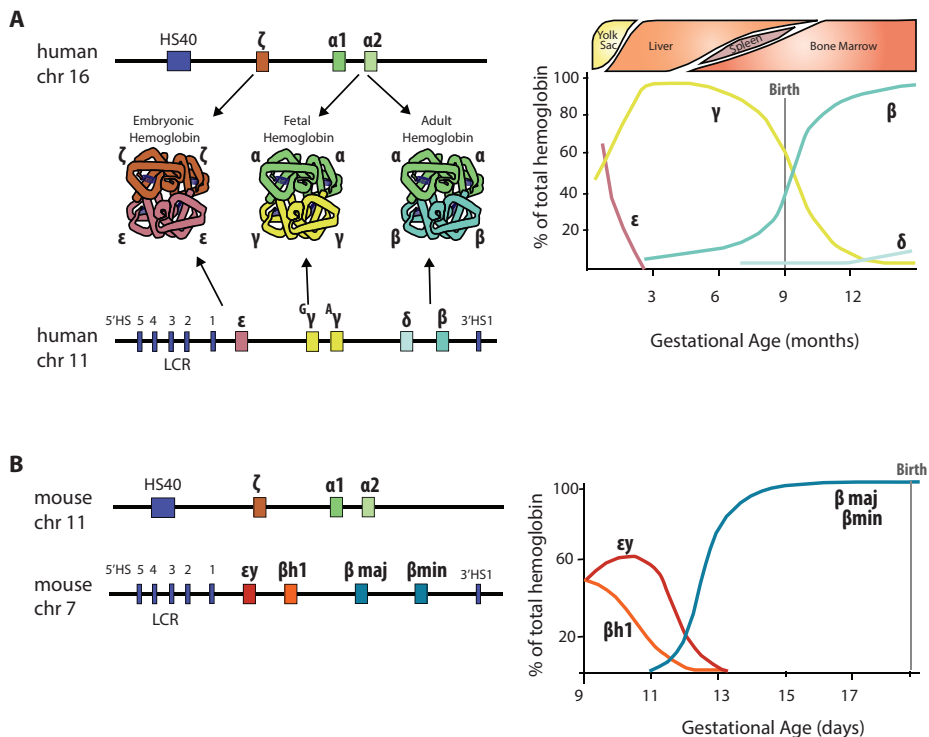 A
human
chr 16
HS40
ζ
α1
α2
Embryonic
Hemoglobin
Fetal
Hemoglobin
Adult
Hemoglobin
ζ ζ
ε ε
α α
γ γ
α α
β β
human
chr 11
5'HS
5 4 3 2 1
LCR
ε
Gγ
Aγ
δ
β
3'HS1
Yolk
Sac
Liver
Spleen
Bone Marrow
% of total hemoglobin
100
80
60
40
20
Birth
γ
β
ε
δ
3 6 9 12
Gestational Age (months)
B
mouse
chr 11
HS40
ζ
α1
α2
mouse
chr 7
5'HS
5 4 3 2 1
LCR
εy
βh1
β maj
βmin
3'HS1
% of total hemoglobin
100
60
20
εy
βh1
β maj
βmin
Birth
9 11 13 15 17
Gestational Age (days)